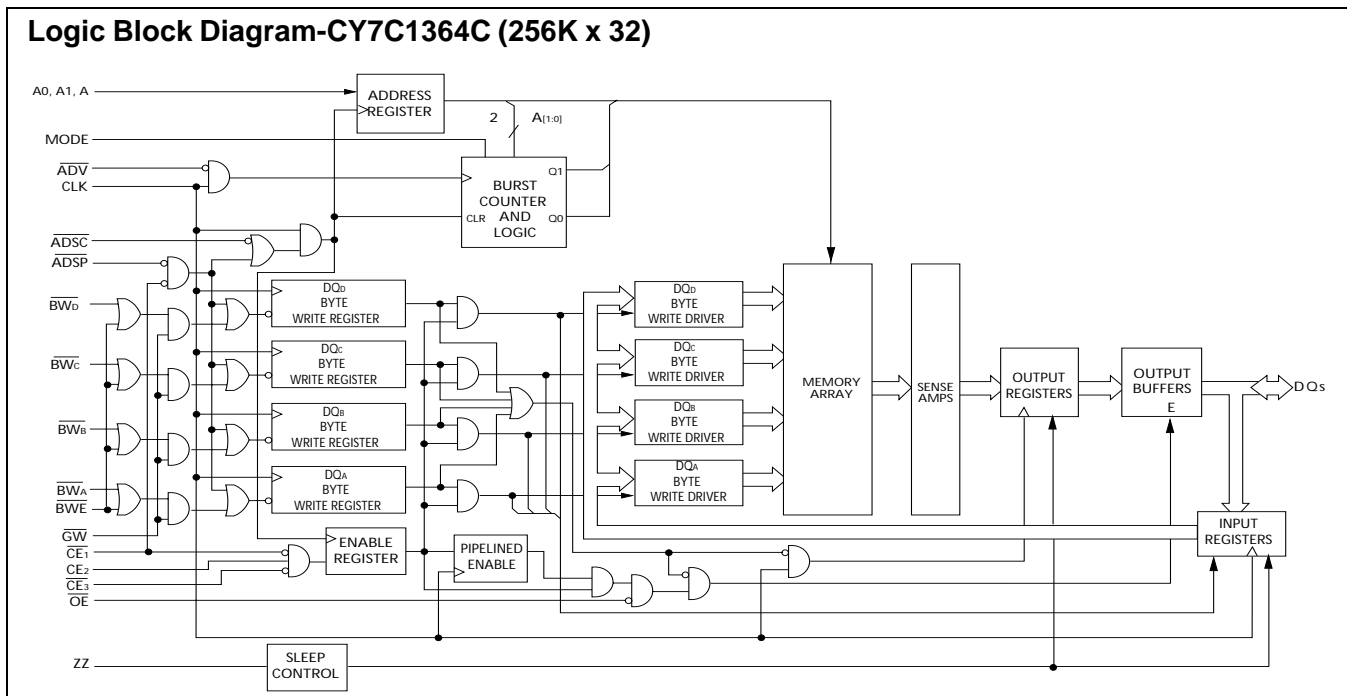 Logic Block Diagram-CY7C1364C (256K x 32)
A0, A1, A
ADDRESS
REGISTER
2
A[1:0]
MODE
ADV
CLK
BURST
COUNTER
AND
LOGIC
CLR
Q1
Q0
ADSC
ADSP
BWD
DQD
BYTE
WRITE REGISTER
DQD
BYTE
WRITE DRIVER
BWC
DQC
BYTE
WRITE REGISTER
DQC
BYTE
WRITE DRIVER
MEMORY
ARRAY
SENSE
AMPS
OUTPUT
REGISTERS
OUTPUT
BUFFERS
E
DQs
BWB
DQB
BYTE
WRITE REGISTER
DQB
BYTE
WRITE DRIVER
BWA
BWE
DQA
BYTE
WRITE REGISTER
DQA
BYTE
WRITE DRIVER
GW
CE1
CE2
CE3
OE
ENABLE
REGISTER
PIPELINED
ENABLE
INPUT
REGISTERS
ZZ
SLEEP
CONTROL